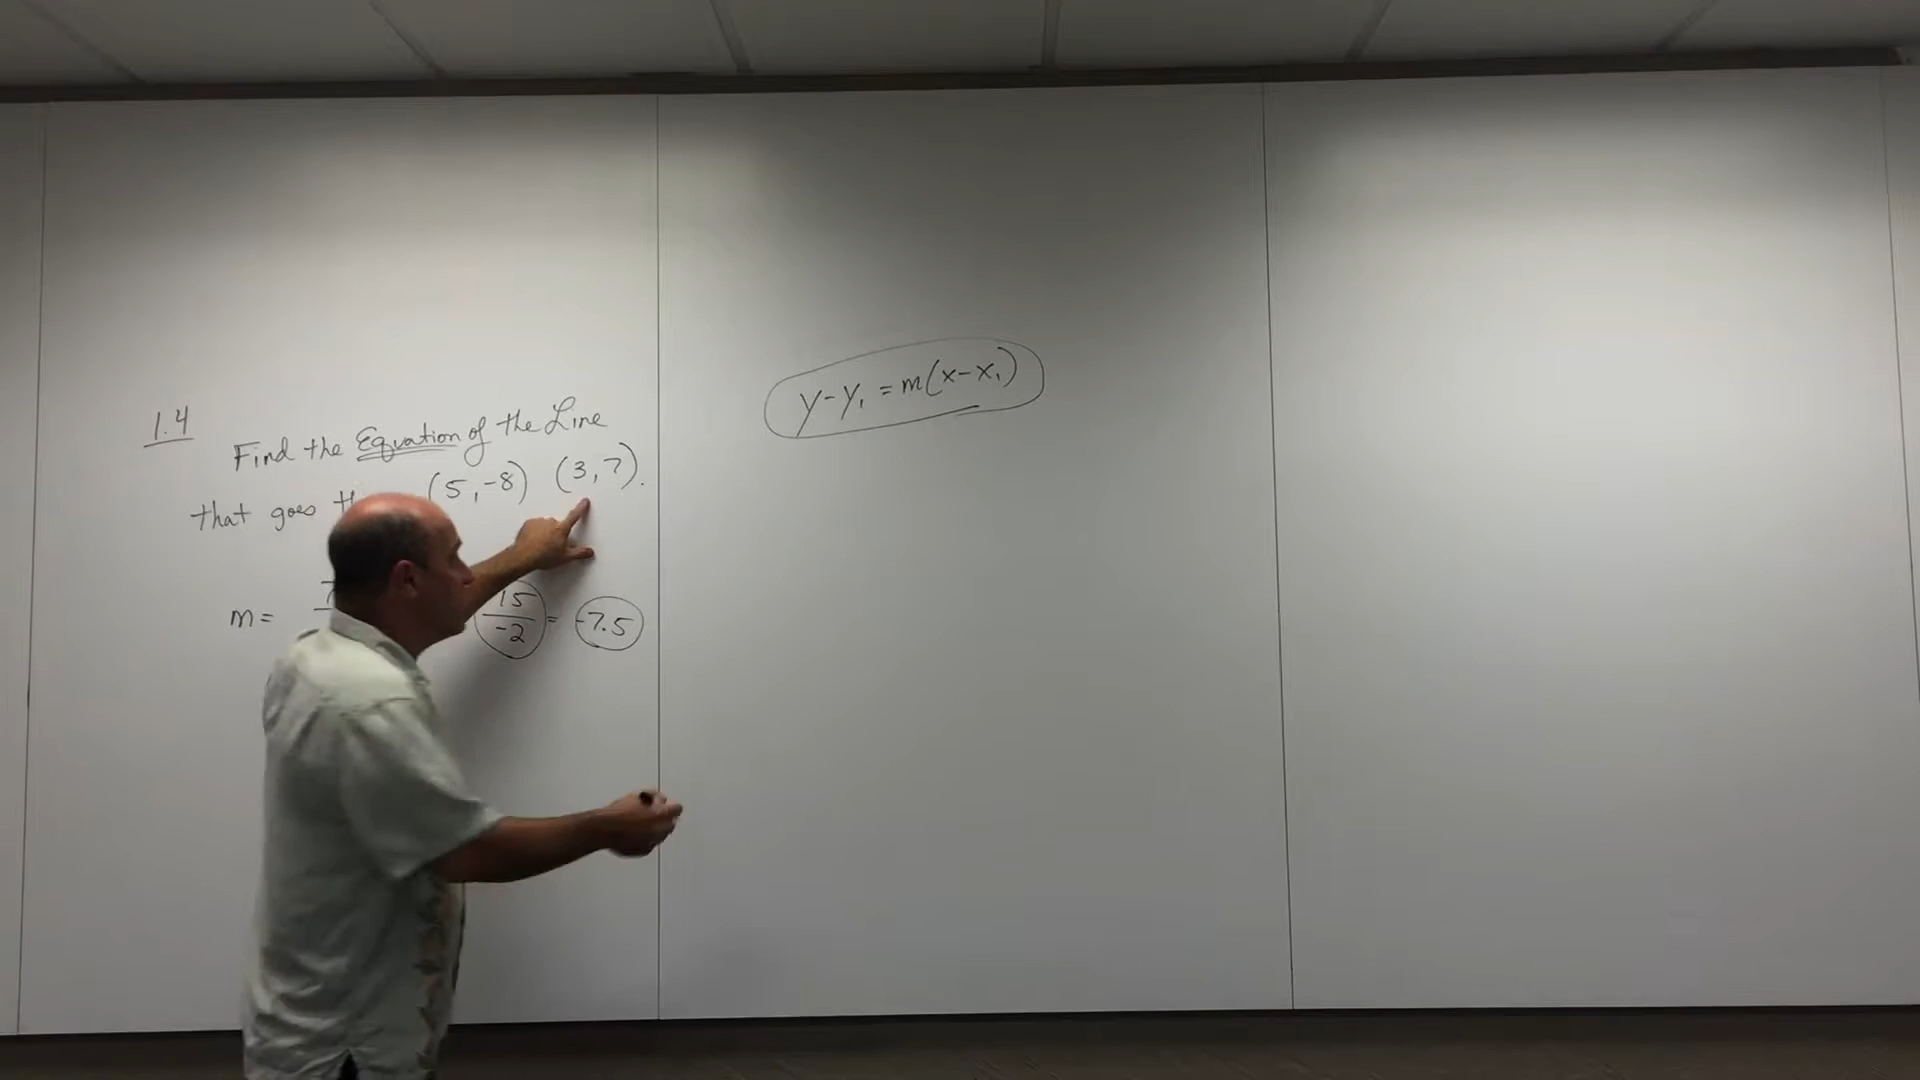 1.4
Find the Equation of the Line
that goes (5,-8) (3,7).
m= 15/-2 = -7.5
y-y₁=m(x-x₁)